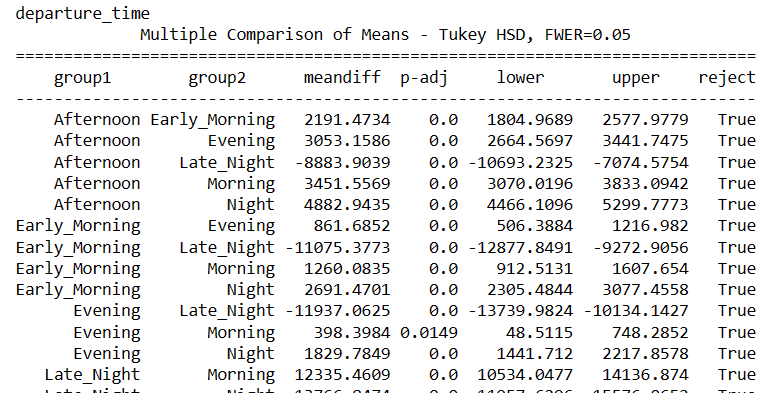 departure_time
Multiple Comparison of Means - Tukey HSD, FWER=0.05
==========================================================================
group1 group2 meandiff p-adj lower upper reject
--------------------------------------------------------------------------
Afternoon Early_Morning 2191.4734 0.0 1804.9689 2577.9779 True
Afternoon Evening 3053.1586 0.0 2664.5697 3441.7475 True
Afternoon Late_Night -8883.9039 0.0 -10693.2325 -7074.5754 True
Afternoon Morning 3451.5569 0.0 3070.0196 3833.0942 True
Afternoon Night 4882.9435 0.0 4466.1096 5299.7773 True
Early_Morning Evening 861.6852 0.0 506.3884 1216.982 True
Early_Morning Late_Night -11075.3773 0.0 -12877.8491 -9272.9056 True
Early_Morning Morning 1260.0835 0.0 912.5131 1607.654 True
Early_Morning Night 2691.4701 0.0 2305.4844 3077.4558 True
Evening Late_Night -11937.0625 0.0 -13739.9824 -10134.1427 True
Evening Morning 398.3984 0.0149 48.5115 748.2852 True
Evening Night 1829.7849 0.0 1441.712 2217.8578 True
Late_Night Morning 12335.4609 0.0 10534.0477 14136.874 True
Late_Night Night